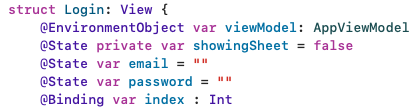 struct Login: View {
@EnvironmentObject var viewModel: AppViewModel
@State private var showingSheet = false
@State var email = ""
@State var password = ""
@Binding var index : Int